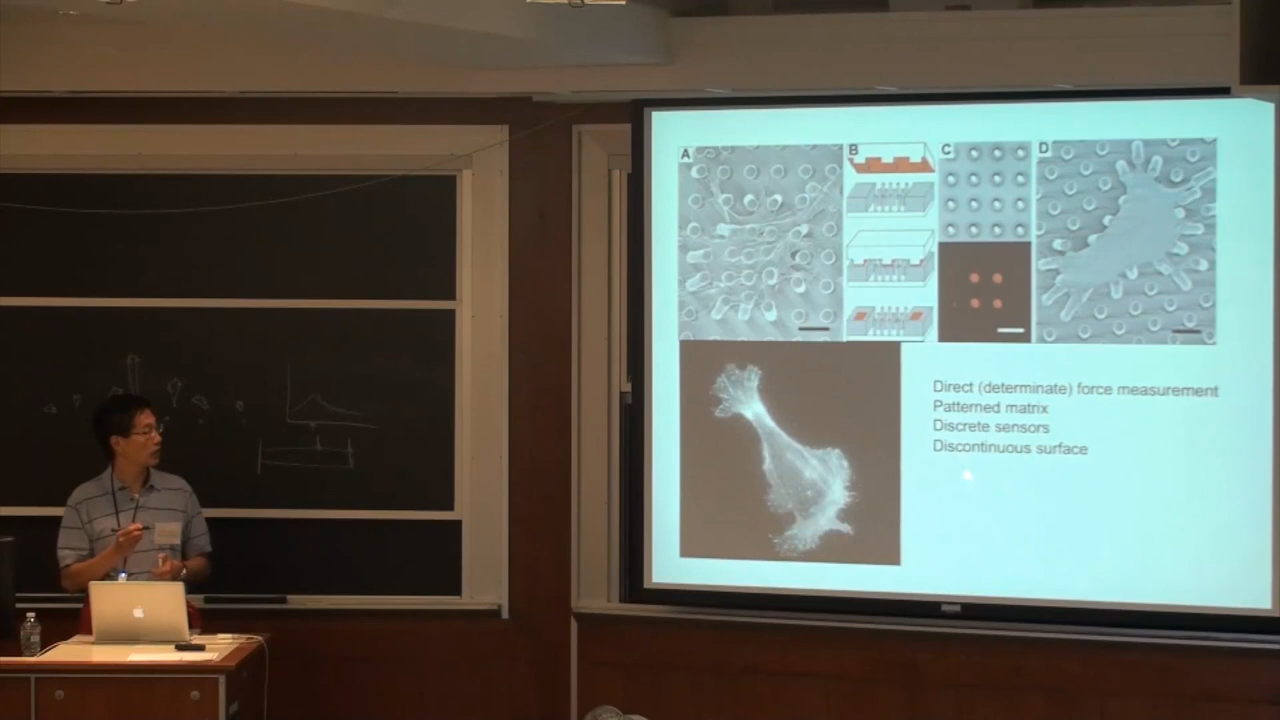 A
B
C
D
Direct (determinate) force measurement
Patterned matrix
Discrete sensors
Discontinuous surface